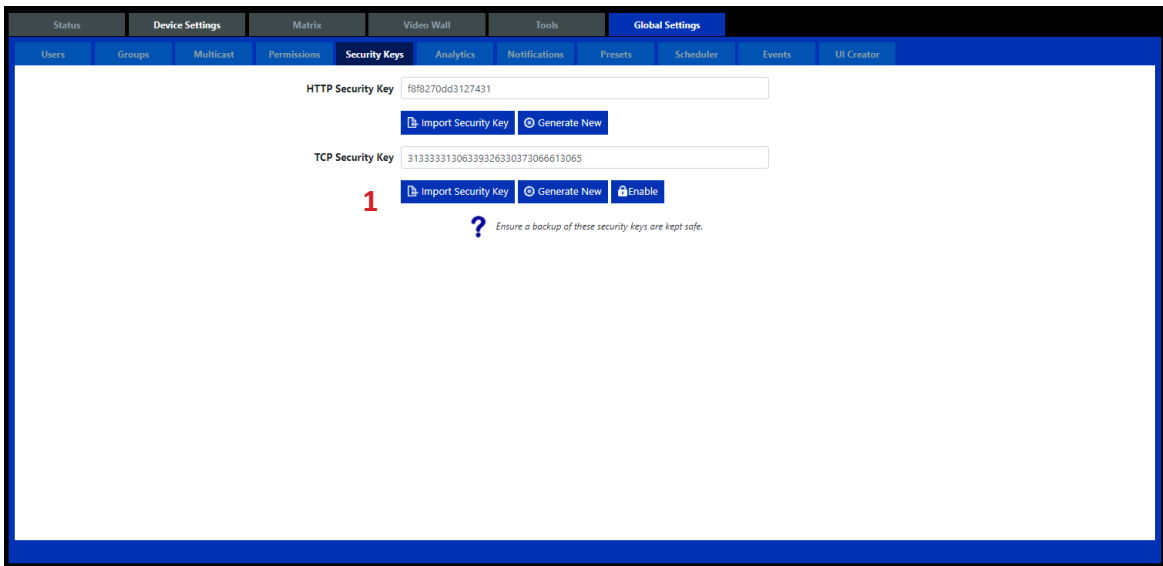 Status Device Settings Matrix Video Wall Tools Global Settings
Users Groups Multicast Permissions Security Keys Analytics Notifications Presets Scheduler Events UI Creator
HTTP Security Key f8f8270dd3127431
Import Security Key Generate New
TCP Security Key 31333331306339326330373066613065
Import Security Key Generate New Enable
1
Ensure a backup of these security keys are kept safe.